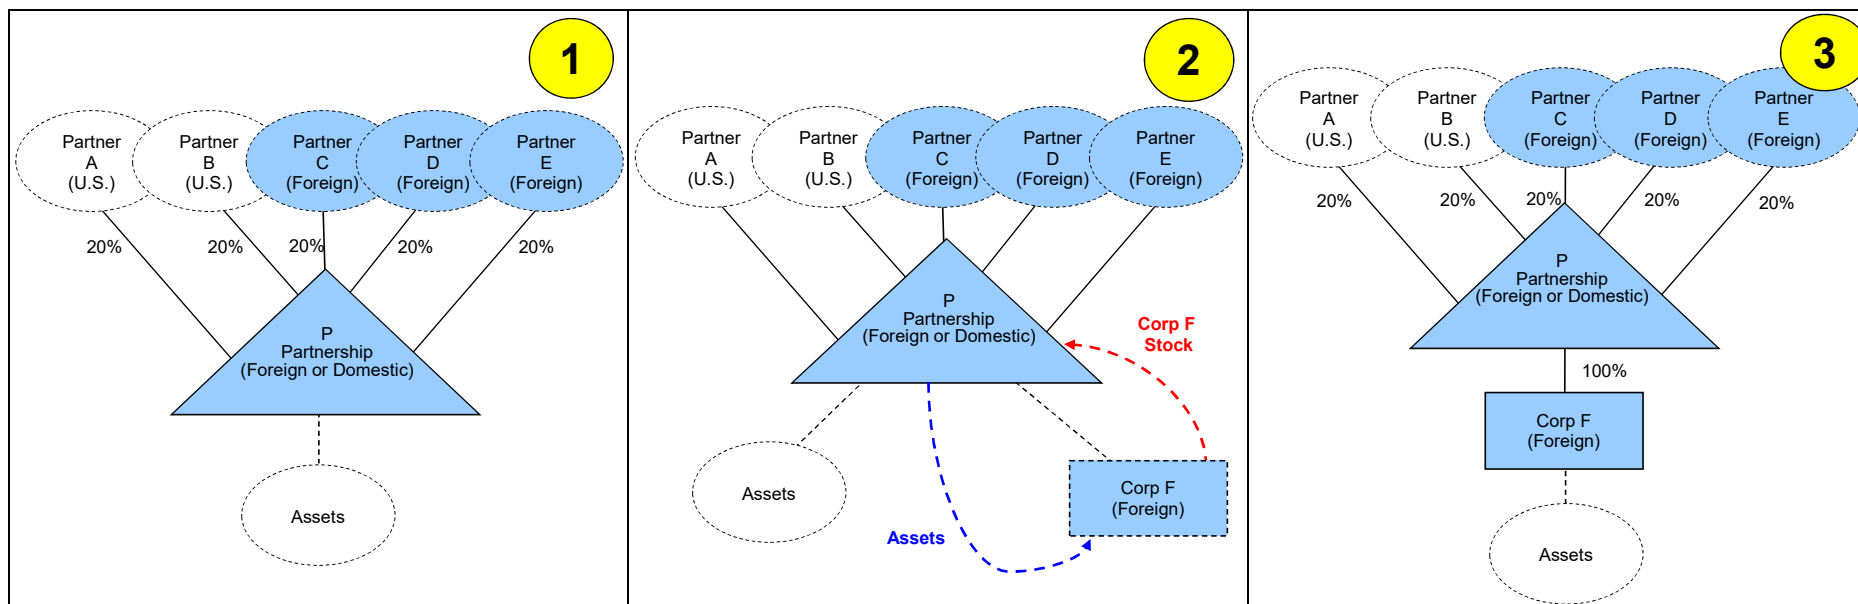 1
Partner
A
(U.S.)
Partner
B
(U.S.)
Partner
C
(Foreign)
Partner
D
(Foreign)
Partner
E
(Foreign)
20%
20%
20%
20%
20%
P
Partnership
(Foreign or Domestic)
Assets
2
Partner
A
(U.S.)
Partner
B
(U.S.)
Partner
C
(Foreign)
Partner
D
(Foreign)
Partner
E
(Foreign)
P
Partnership
(Foreign or Domestic)
Corp F
Stock
Assets
Corp F
(Foreign)
Assets
3
Partner
A
(U.S.)
Partner
B
(U.S.)
Partner
C
(Foreign)
Partner
D
(Foreign)
Partner
E
(Foreign)
20%
20%
20%
20%
20%
P
Partnership
(Foreign or Domestic)
100%
Corp F
(Foreign)
Assets